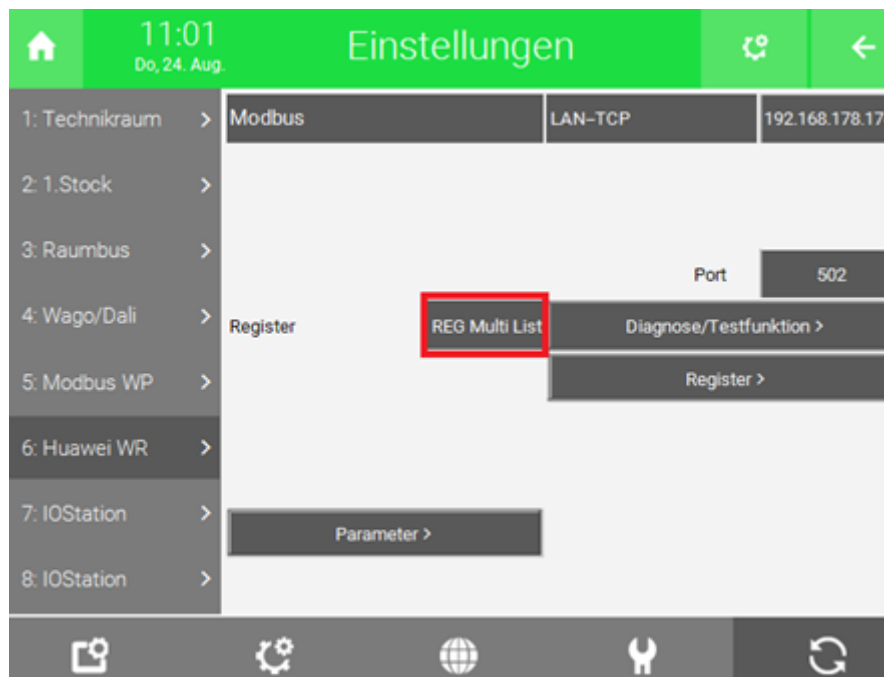 11:01
Do, 24. Aug.
Einstellungen
1: Technikraum >
Modbus
LAN-TCP
192.168.178.17
2: 1.Stock >
3: Raumbus >
Port
502
4: Wago/Dali >
Register
REG Multi List
Diagnose/Testfunktion >
5: Modbus WP >
Register >
6: Huawei WR >
7: IOStation >
Parameter >
8: IOStation >